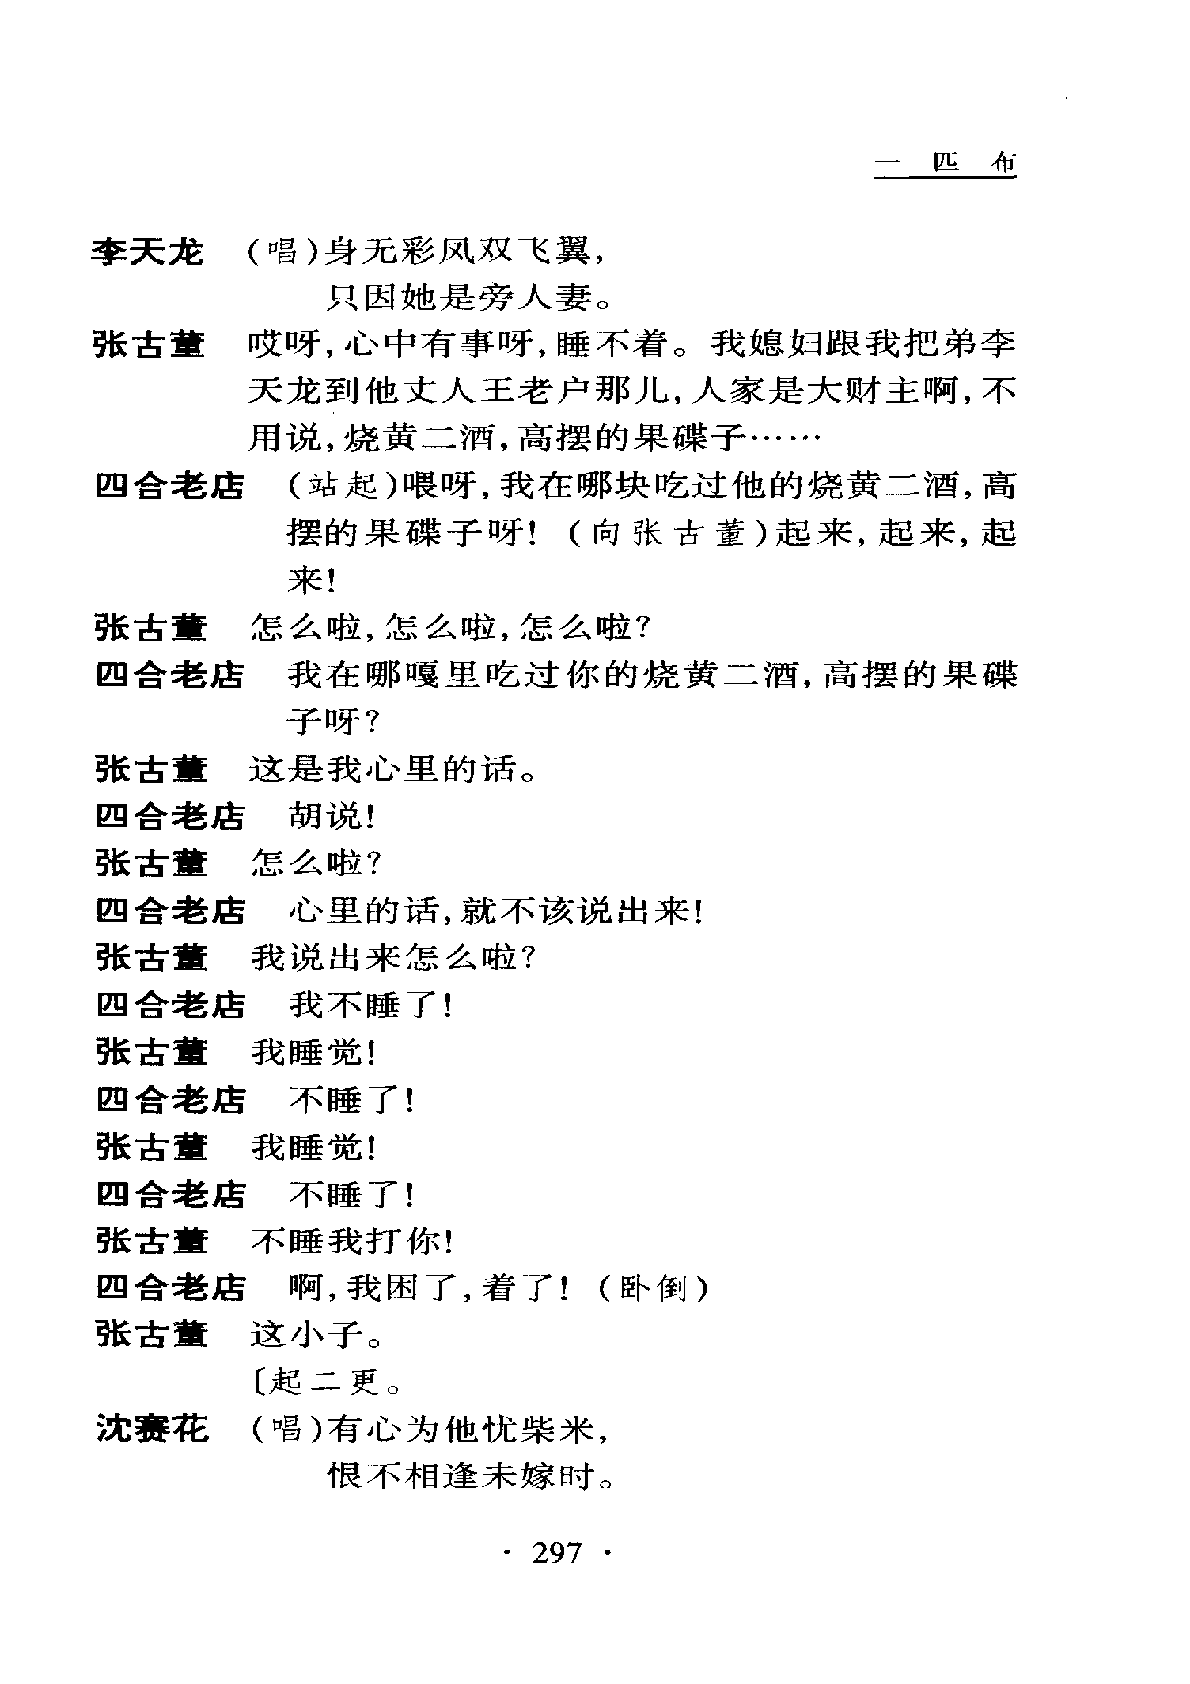 一 匹 布
李天龙 (唱)身无彩凤双飞翼,
只因她是旁人妻。
张古董 哎呀,心中有事呀,睡不着。我媳妇跟我把弟李
天龙到他丈人王老户那儿,人家是大财主啊,不
用说,烧黄二酒,高摆的果碟子……
四合老店 (站起)喂呀,我在哪块吃过他的烧黄二酒,高
摆的果碟子呀!(向张古董)起来,起来,起
来!
张古董 怎么啦,怎么啦,怎么啦?
四合老店 我在哪嘎里吃过你的烧黄二酒,高摆的果碟
子呀?
张古董 这是我心里的话。
四合老店 胡说!
张古董 怎么啦?
四合老店 心里的话,就不该说出来!
张古董 我说出来怎么啦?
四合老店 我不睡了!
张古董 我睡觉!
四合老店 不睡了!
张古董 我睡觉!
四合老店 不睡了!
张古董 不睡我打你!
四合老店 啊,我困了,着了!(卧倒)
张古董 这小子。
〔起二更。
沈赛花 (唱)有心为他忧柴米,
恨不相逢未嫁时。
· 297 ·